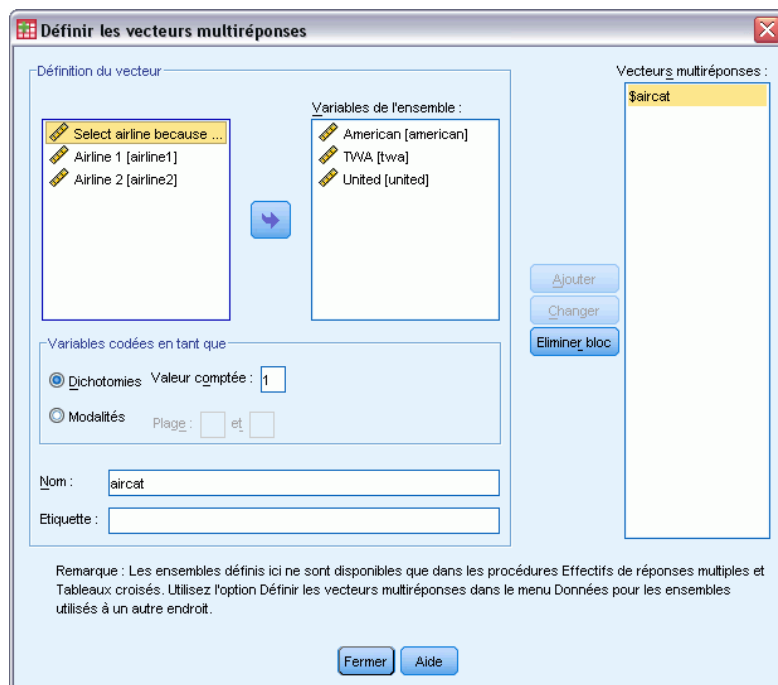 Définir les vecteurs multiréponses
Définition du vecteur
Select airline because ...
Airline 1 [airline1]
Airline 2 [airline2]
Variables de l'ensemble :
American [american]
TWA [twa]
United [united]
Variables codées en tant que
Dichotomies Valeur comptée : 1
Modalités Plage : et
Nom : aircat
Etiquette :
Vecteurs multiréponses :
$aircat
Ajouter
Changer
Eliminer bloc
Remarque : Les ensembles définis ici ne sont disponibles que dans les procédures Effectifs de réponses multiples et
Tableaux croisés. Utilisez l'option Définir les vecteurs multiréponses dans le menu Données pour les ensembles
utilisés à un autre endroit.
Fermer Aide